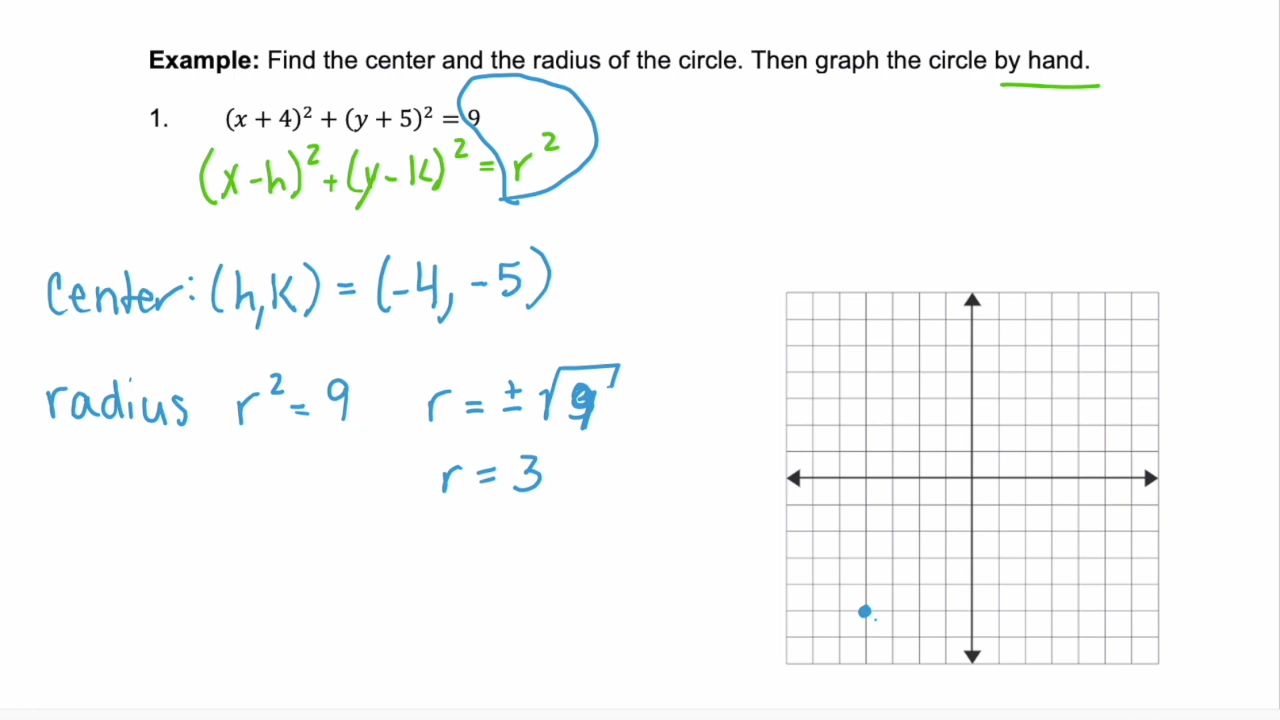 Example: Find the center and the radius of the circle. Then graph the circle by hand.
1. (x + 4)² + (y + 5)² = 9
(x - h)² + (y - k)² = r²
center: (h, k) = (-4, -5)
radius r² = 9 r = ± √9
r = 3